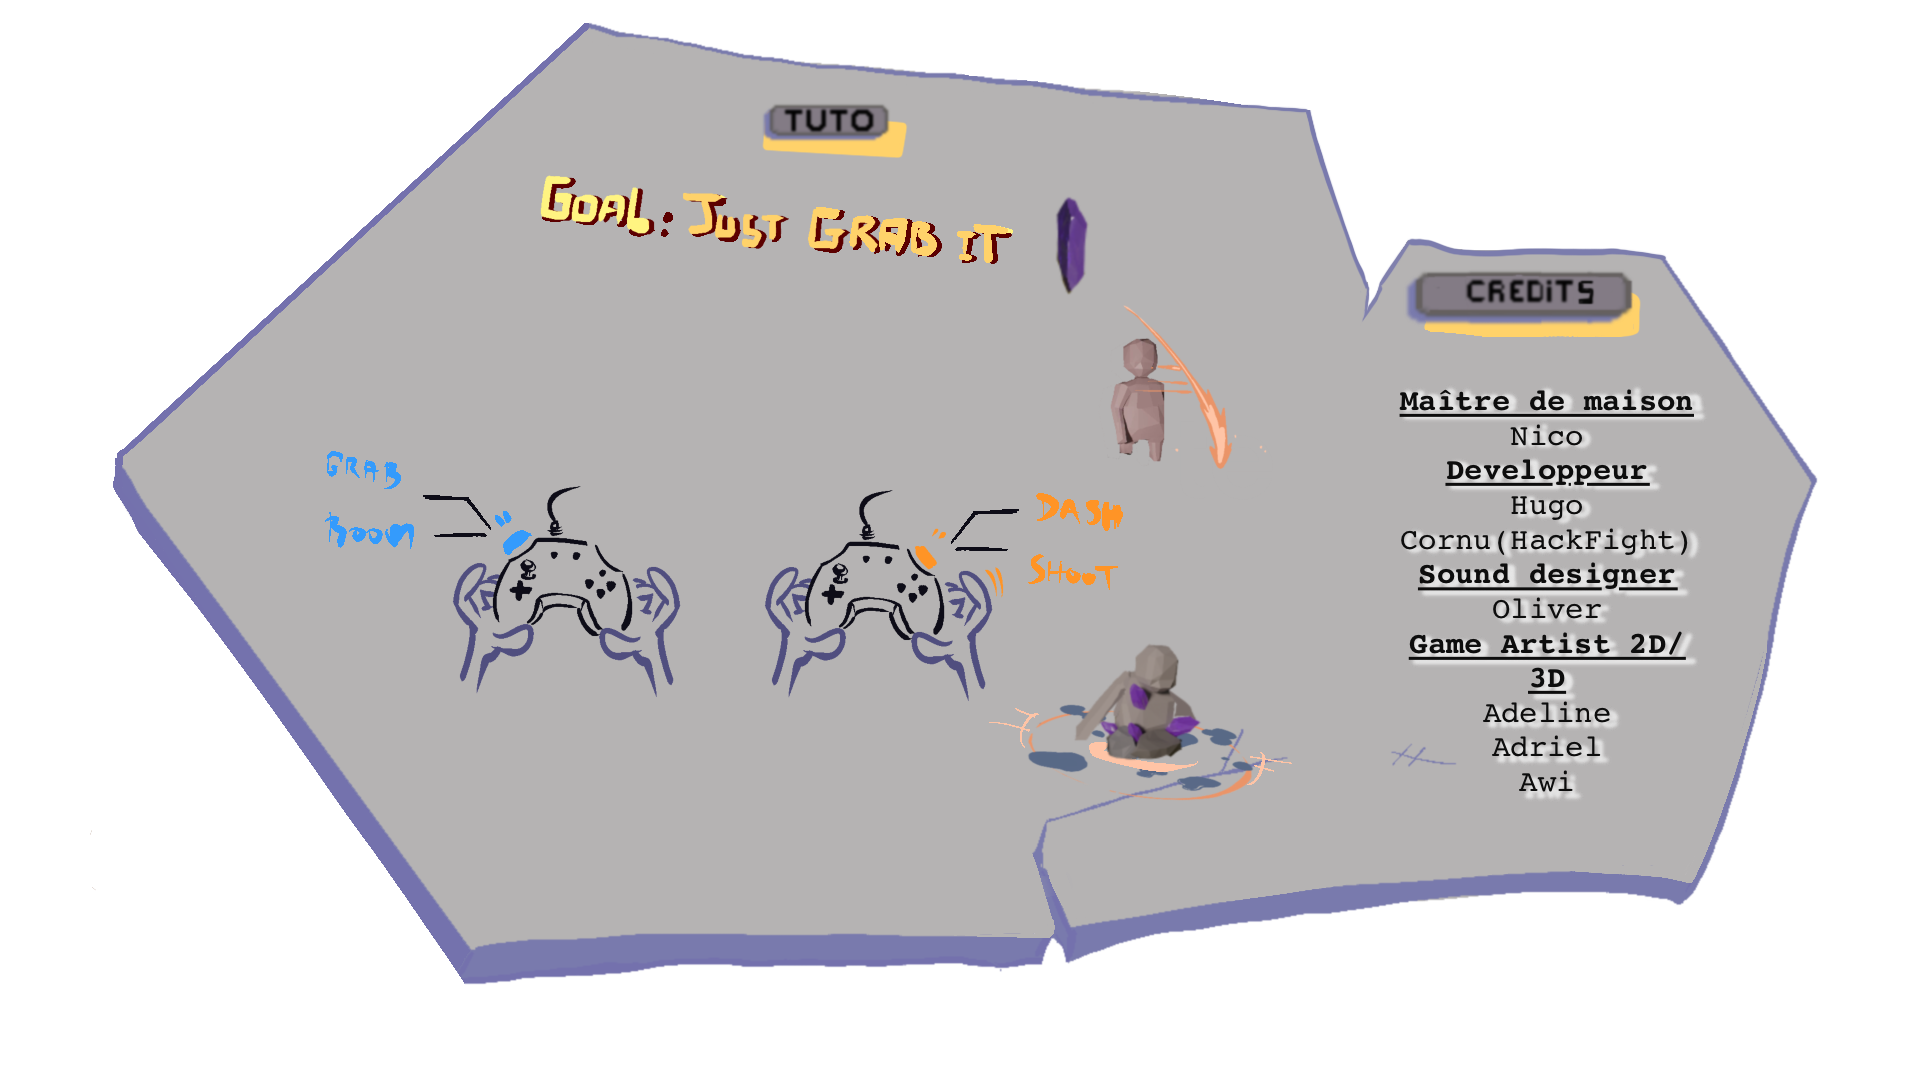 TUTO
GOAL: JUST GRAB IT
GRAB
BOOM
DASH
SHOOT
CREDiTS
Maître de maison
Nico
Developpeur
Hugo
Cornu(HackFight)
Sound designer
Oliver
Game Artist 2D/
3D
Adeline
Adriel
Awi